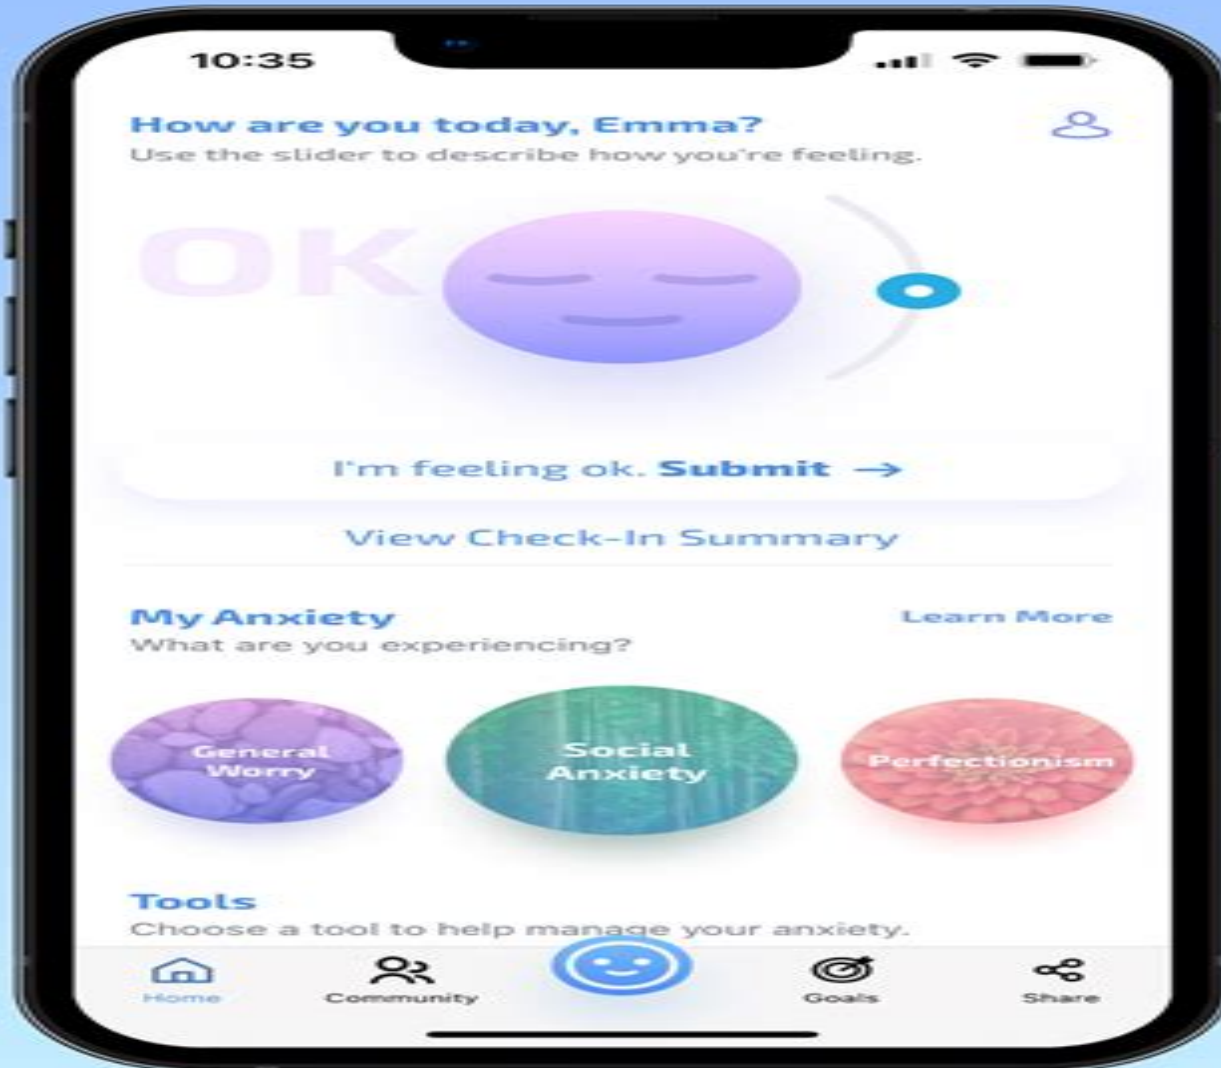 10:35
How are you today, Emma?
Use the slider to describe how you're feeling.
OK
I'm feeling ok. Submit →
View Check-In Summary
My Anxiety
Learn More
What are you experiencing?
General
Worry
Social
Anxiety
Perfectionism
Tools
Choose a tool to help manage your anxiety.
Home
Community
Goals
Share